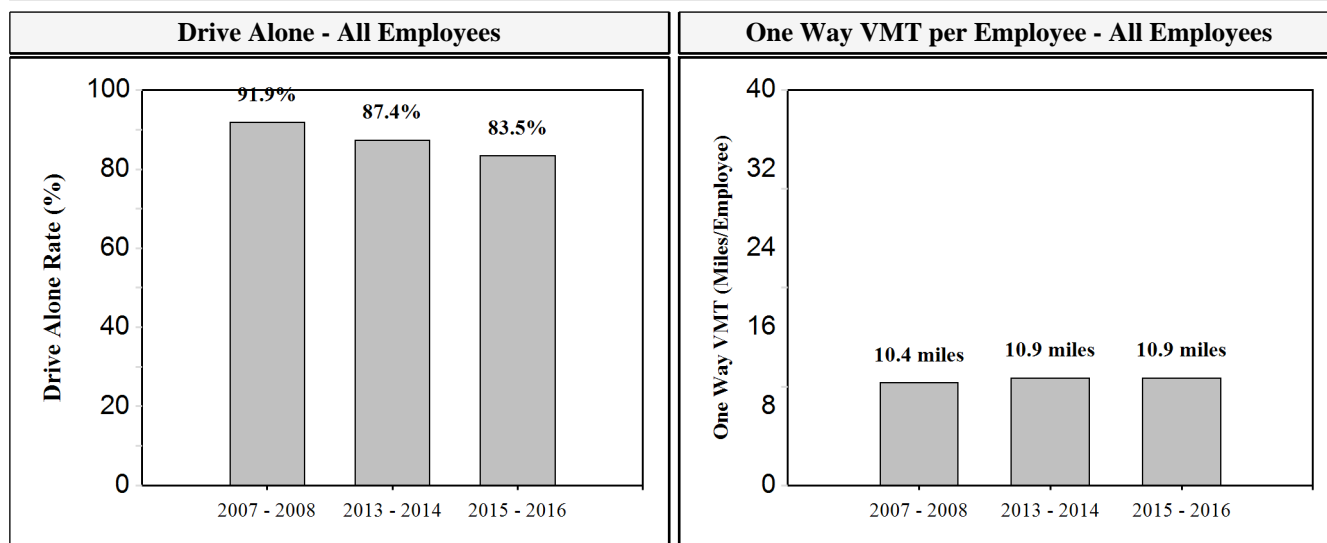 Drive Alone - All Employees
100
80
60
40
20
0
Drive Alone Rate (%)
91.9%
87.4%
83.5%
2007 - 2008
2013 - 2014
2015 - 2016
One Way VMT per Employee - All Employees
40
32
24
16
8
0
One Way VMT (Miles/Employee)
10.4 miles
10.9 miles
10.9 miles
2007 - 2008
2013 - 2014
2015 - 2016